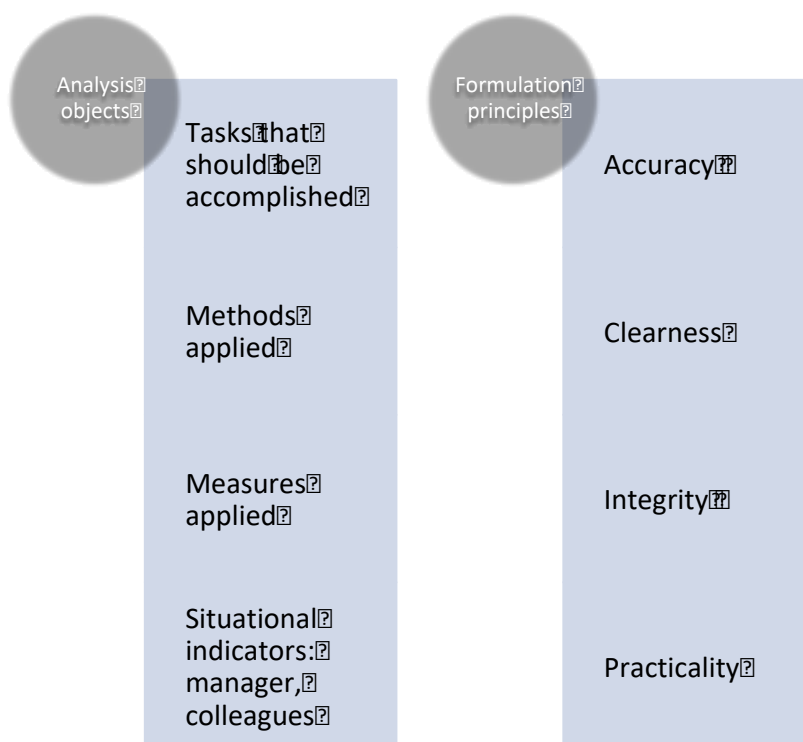 Analysis
objects
Tasks that
should be
accomplished
Methods
applied
Measures
applied
Situational
indicators:
manager,
colleagues
Formulation
principles
Accuracy
Clearness
Integrity
Practicality